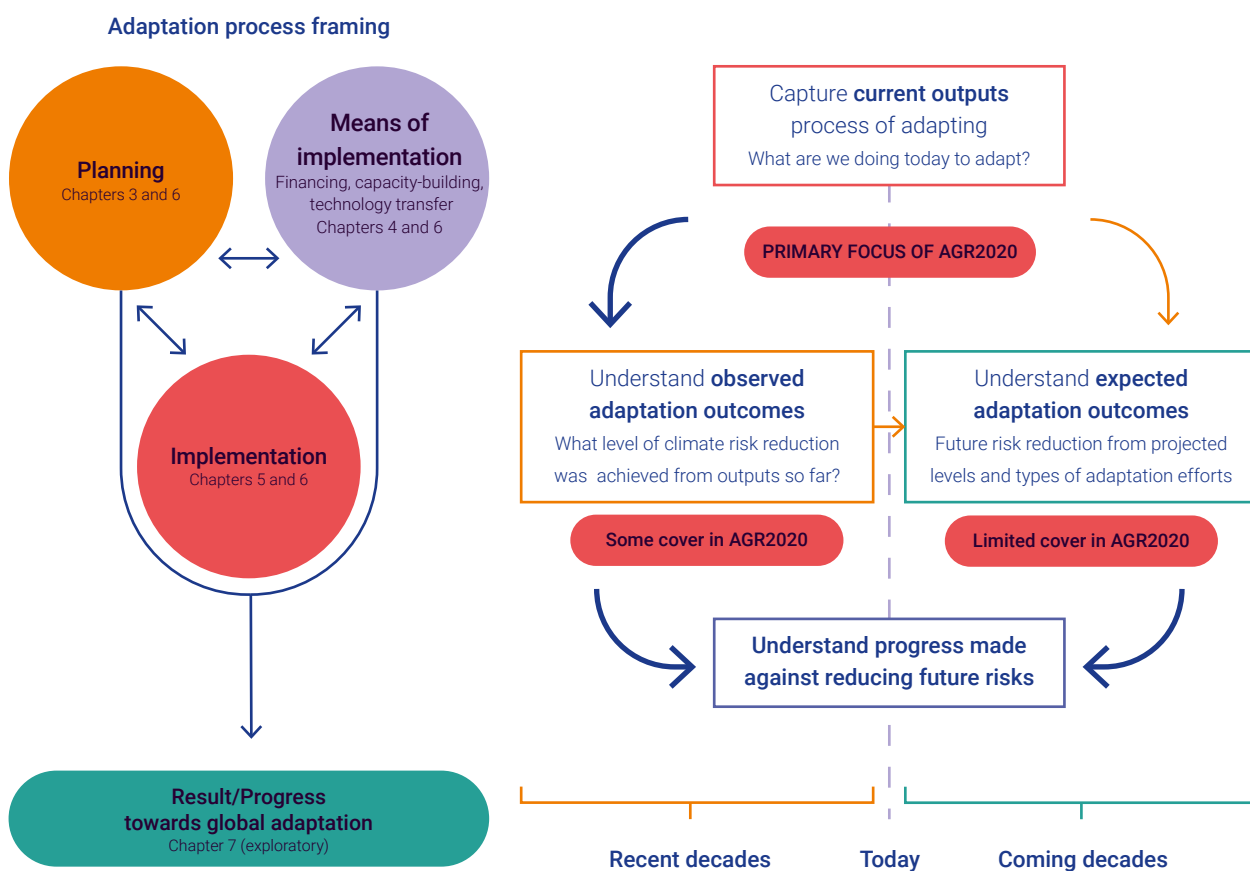 Adaptation process framing
Planning
Chapters 3 and 6
Means of
implementation
Financing, capacity-building,
technology transfer
Chapters 4 and 6
Implementation
Chapters 5 and 6
Result/Progress
towards global adaptation
Chapter 7 (exploratory)
Capture current outputs
process of adapting
What are we doing today to adapt?
PRIMARY FOCUS OF AGR2020
Understand observed
adaptation outcomes
What level of climate risk reduction
was achieved from outputs so far?
Some cover in AGR2020
Understand expected
adaptation outcomes
Future risk reduction from projected
levels and types of adaptation efforts
Limited cover in AGR2020
Understand progress made
against reducing future risks
Recent decades
Today
Coming decades